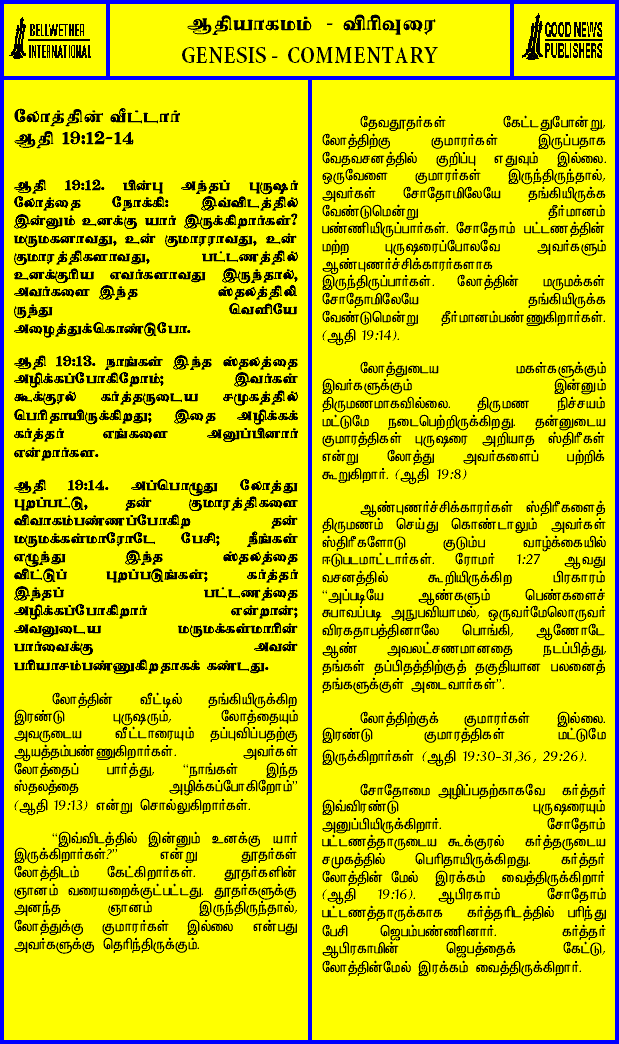 BELLWETHER
INTERNATIONAL
ஆதியாகமம் - விரிவுரை
GENESIS - COMMENTARY
GOOD NEWS
PUBLISHERS
லோத்தின் வீட்டார்
ஆதி 19:12-14
ஆதி 19:12. பின்பு அந்தப் புருஷர்
லோத்தை நோக்கி: இவ்விடத்தில்
இன்னும் உனக்கு யார் இருக்கிறார்கள்?
மருமகனாவது, உன் குமாரராவது, உன்
குமாரத்திகளாவது, பட்டணத்தில்
உனக்குரிய எவர்களாவது இருந்தால்,
அவர்களை இந்த ஸ்தலத்திலி
ருந்து வெளியே
அழைத்துக்கொண்டுபோ.
ஆதி 19:13. நாங்கள் இந்த ஸ்தலத்தை
அழிக்கப்போகிறோம்; இவர்கள்
கூக்குரல் கர்த்தருடைய சமுகத்தில்
பெரிதாயிருக்கிறது; இதை அழிக்கக்
கர்த்தர் எங்களை அனுப்பினார்
என்றார்கள.
ஆதி 19:14. அப்பொழுது லோத்து
புறப்பட்டு, தன் குமாரத்திகளை
விவாகம்பண்ணப்போகிற தன்
மருமக்கள்மாரோடே பேசி; நீங்கள்
எழுந்து இந்த ஸ்தலத்தை
விட்டுப் புறப்படுங்கள்; கர்த்தர்
இந்தப் பட்டணத்தை
அழிக்கப்போகிறார் என்றான்;
அவனுடைய மருமக்கள்மாரின்
பார்வைக்கு அவன்
பரியாசம்பண்ணுகிறதாகக் கண்டது.
லோத்தின் வீட்டில் தங்கியிருக்கிற
இரண்டு புருஷரும், லோத்தையும்
அவருடைய வீட்டாரையும் தப்புவிப்பதற்கு
ஆயத்தம்பண்ணுகிறார்கள். அவர்கள்
லோத்தைப் பார்த்து, “நாங்கள் இந்த
ஸ்தலத்தை அழிக்கப்போகிறோம்”
(ஆதி 19:13) என்று சொல்லுகிறார்கள்.
“இவ்விடத்தில் இன்னும் உனக்கு யார்
இருக்கிறார்கள்?” என்று தூதர்கள்
லோத்திடம் கேட்கிறார்கள். தூதர்களின்
ஞானம் வரையறைக்குட்பட்டது. தூதர்களுக்கு
அனந்த ஞானம் இருந்திருந்தால்,
லோத்துக்கு குமாரர்கள் இல்லை என்பது
அவர்களுக்கு தெரிந்திருக்கும்.
தேவதூதர்கள் கேட்டதுபோன்று,
லோத்திற்கு குமாரர்கள் இருப்பதாக
வேதவசனத்தில் குறிப்பு எதுவும் இல்லை.
ஒருவேளை குமாரர்கள் இருந்திருந்தால்,
அவர்கள் சோதோமிலேயே தங்கியிருக்க
வேண்டுமென்று தீர்மானம்
பண்ணியிருப்பார்கள். சோதோம் பட்டணத்தின்
மற்ற புருஷரைப்போலவே அவர்களும்
ஆண்புணர்ச்சிக்காரர்களாக
இருந்திருப்பார்கள். லோத்தின் மருமக்கள்
சோதோமிலேயே தங்கியிருக்க
வேண்டுமென்று தீர்மானம்பண்ணுகிறார்கள்.
(ஆதி 19:14).
லோத்துடைய மகள்களுக்கும்
இவர்களுக்கும் இன்னும்
திருமணமாகவில்லை. திருமண நிச்சயம்
மட்டுமே நடைபெற்றிருக்கிறது. தன்னுடைய
குமாரத்திகள் புருஷரை அறியாத ஸ்திரீகள்
என்று லோத்து அவர்களைப் பற்றிக்
கூறுகிறார். (ஆதி 19:8)
ஆண்புணர்ச்சிக்காரர்கள் ஸ்திரீகளைத்
திருமணம் செய்து கொண்டாலும் அவர்கள்
ஸ்திரீகளோடு குடும்ப வாழ்க்கையில்
ஈடுபடமாட்டார்கள். ரோமர் 1:27 ஆவது
வசனத்தில் கூறியிருக்கிற பிரகாரம்
“அப்படியே ஆண்களும் பெண்களைச்
சுபாவப்படி அநுபவியாமல், ஒருவர்மேலொருவர்
விரகதாபத்தினாலே பொங்கி, ஆணோடே
ஆண் அவலட்சணமானதை நடப்பித்து,
தங்கள் தப்பிதத்திற்குத் தகுதியான பலனைத்
தங்களுக்குள் அடைவார்கள்”.
லோத்திற்குக் குமாரர்கள் இல்லை.
இரண்டு குமாரத்திகள் மட்டுமே
இருக்கிறார்கள் (ஆதி 19:30-31,36, 29:26).
சோதோமை அழிப்பதற்காகவே கர்த்தர்
இவ்விரண்டு புருஷரையும்
அனுப்பியிருக்கிறார். சோதோம்
பட்டணத்தாருடைய கூக்குரல் கர்த்தருடைய
சமுகத்தில் பெரிதாயிருக்கிறது. கர்த்தர்
லோத்தின் மேல் இரக்கம் வைத்திருக்கிறார்
(ஆதி 19:16). ஆபிரகாம் சோதோம்
பட்டணத்தாருக்காக கர்த்தரிடத்தில் பரிந்து
பேசி ஜெபம்பண்ணினார். கர்த்தர்
ஆபிரகாமின் ஜெபத்தைக் கேட்டு,
லோத்தின்மேல் இரக்கம் வைத்திருக்கிறார்.